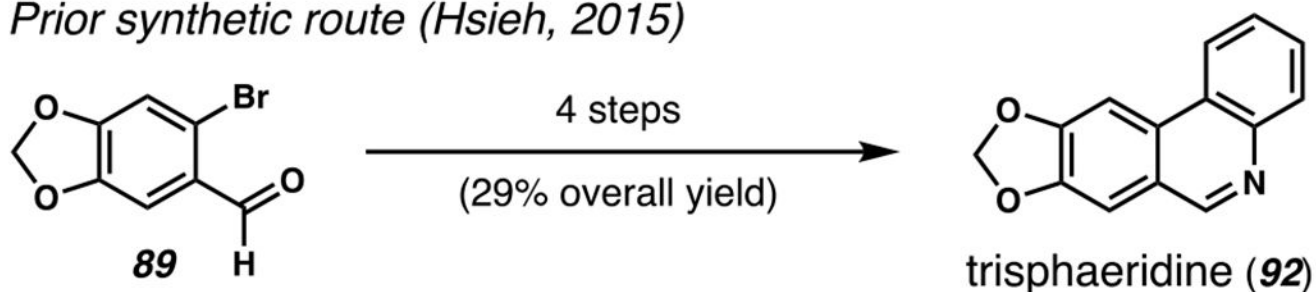 Prior synthetic route (Hsieh, 2015)
O
O
Br
O
H
89
4 steps
(29% overall yield)
O
O
N
trisphaeridine (92)